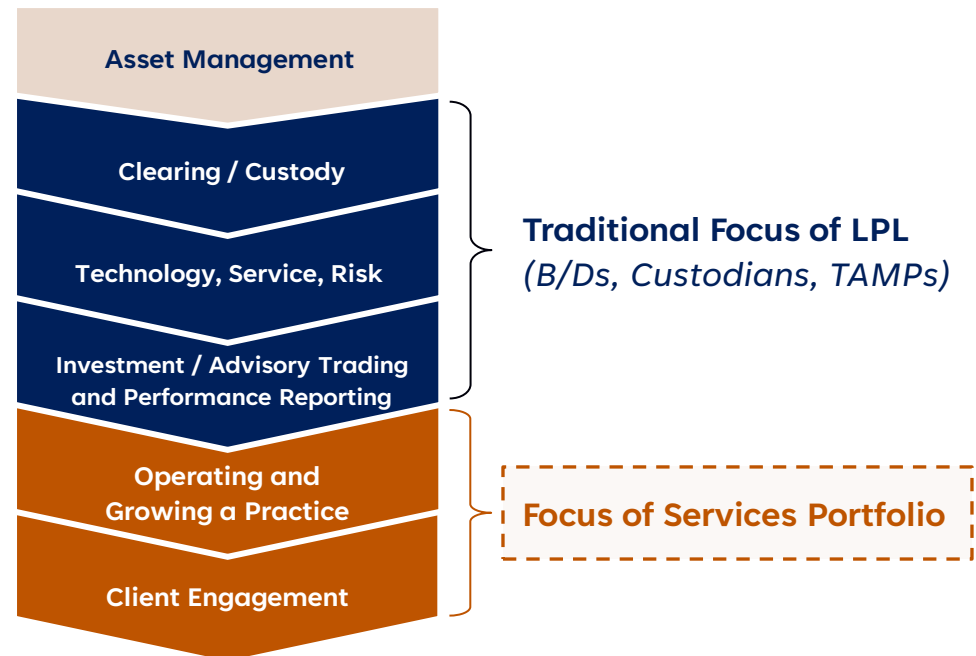 Asset Management
Clearing / Custody
Technology, Service, Risk
Investment / Advisory Trading
and Performance Reporting
Operating and
Growing a Practice
Client Engagement
Traditional Focus of LPL
(B/Ds, Custodians, TAMPs)
Focus of Services Portfolio